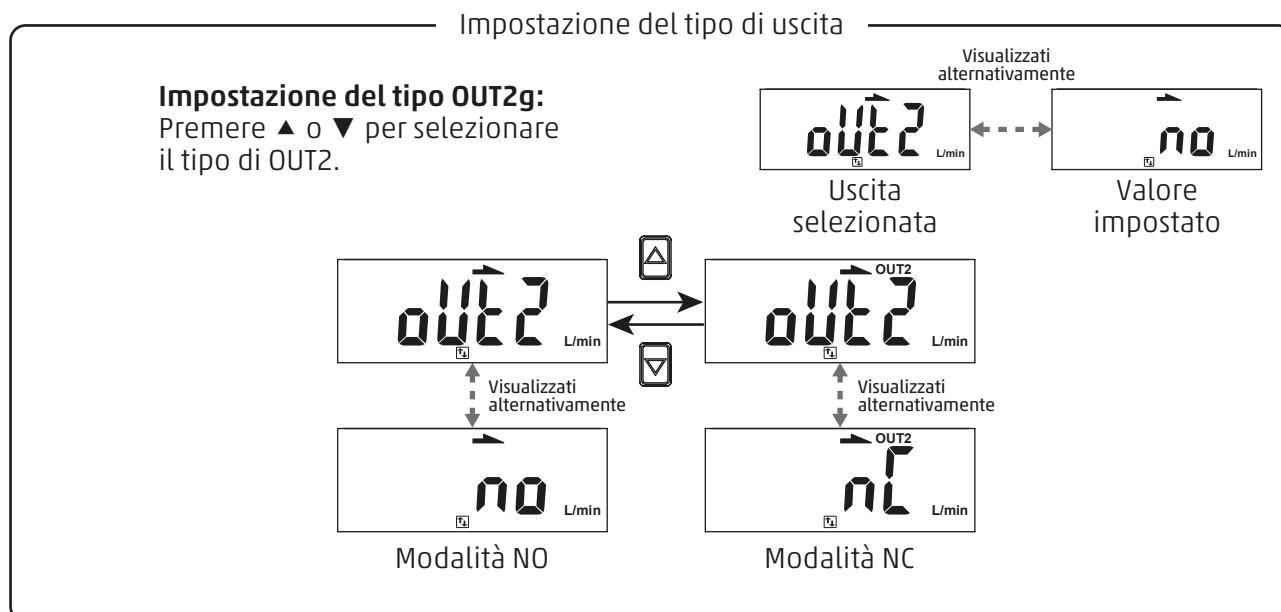 Impostazione del tipo di uscita
Impostazione del tipo OUT2g:
Premere ▲ o ▼ per selezionare
il tipo di OUT2.
Visualizzati
alternativamente
oUt2 L/min
no L/min
Uscita
selezionata
Valore
impostato
oUt2 L/min
OUT2
oUt2 L/min
Visualizzati
alternativamente
Visualizzati
alternativamente
no L/min
OUT2
nC L/min
Modalità NO
Modalità NC